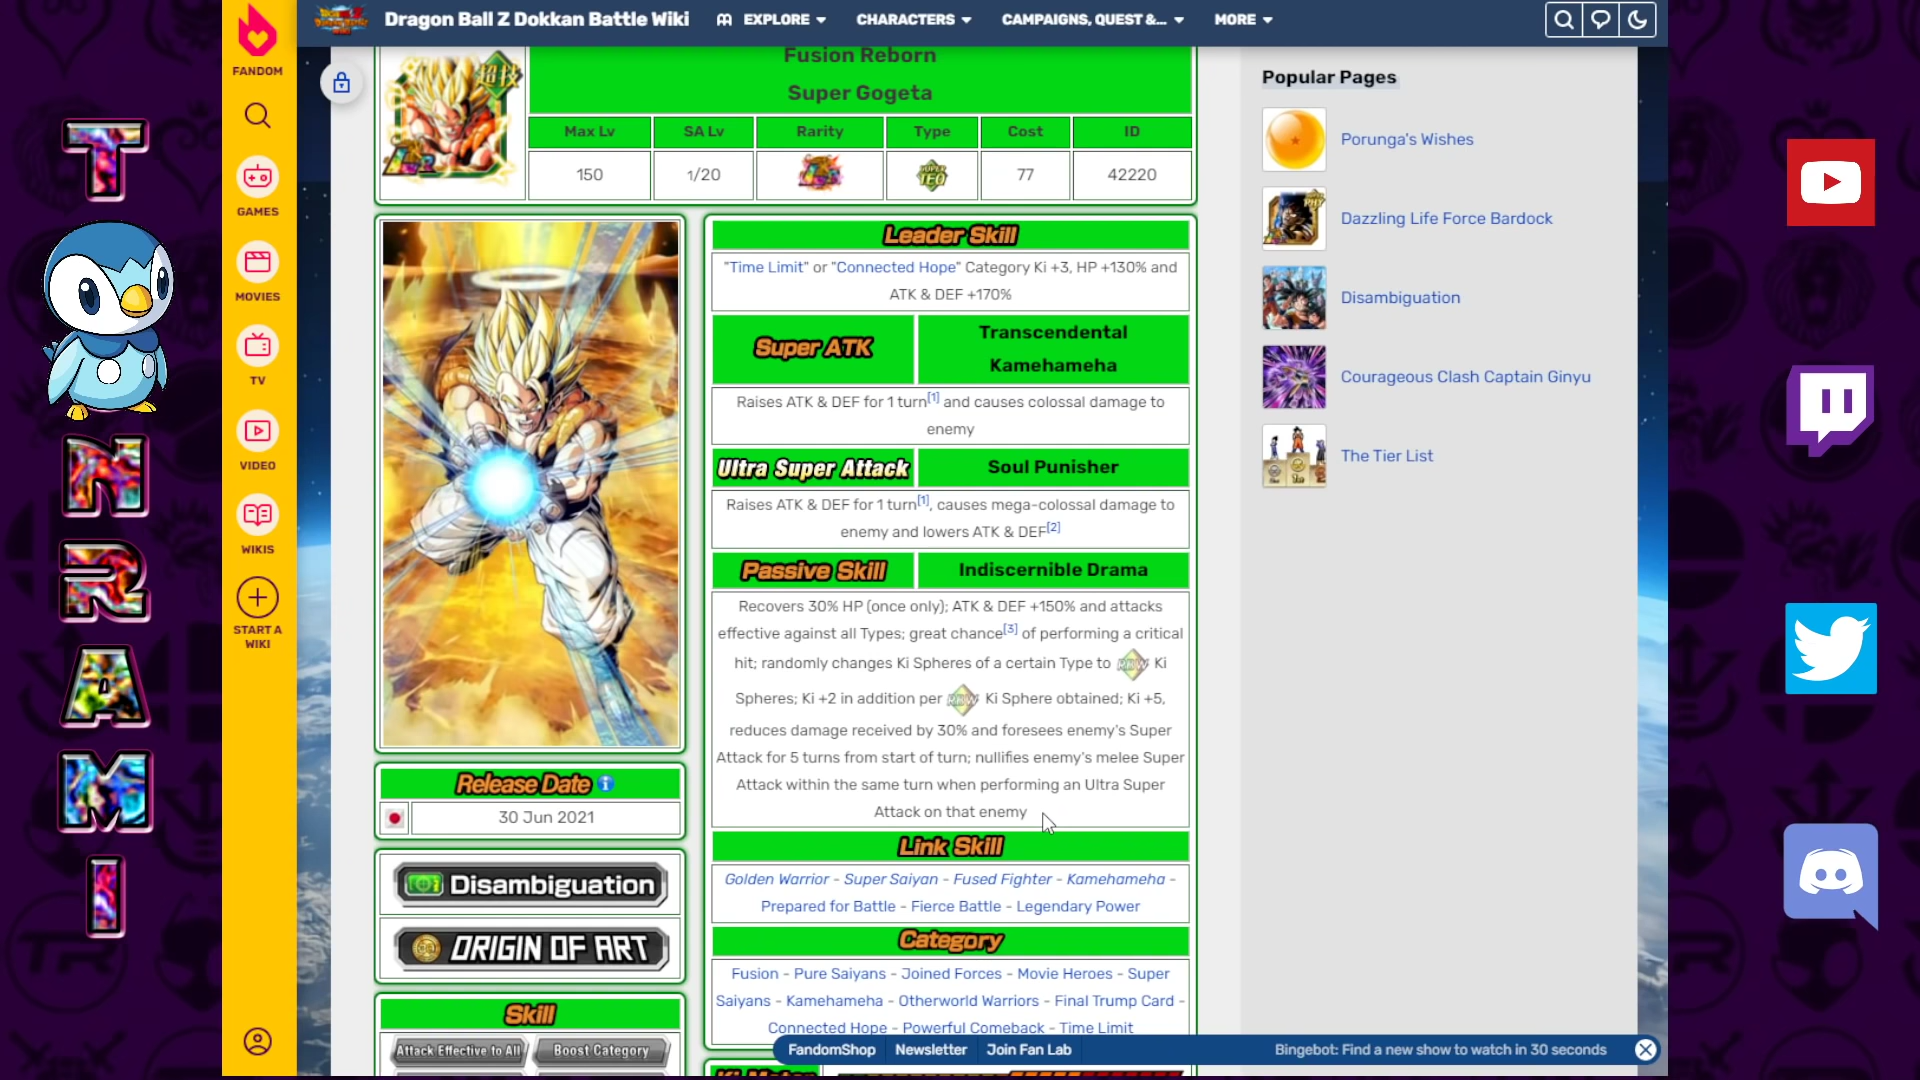 T
N
R
A
M
I
FANDOM
GAMES
MOVIES
TV
VIDEO
WIKIS
START A
WIKI
Dragon Ball Z Dokkan Battle Wiki
EXPLORE
CHARACTERS
CAMPAIGNS, QUEST &...
MORE
Fusion Reborn
Super Gogeta
Max Lv
SA Lv
Rarity
Type
Cost
ID
150
1/20
SUPER
TEQ
77
42220
Leader Skill
"Time Limit" or "Connected Hope" Category Ki +3, HP +130% and
ATK & DEF +170%
Super ATK
Transcendental
Kamehameha
Raises ATK & DEF for 1 turn[1] and causes colossal damage to
enemy
Ultra Super Attack
Soul Punisher
Raises ATK & DEF for 1 turn[1], causes mega-colossal damage to
enemy and lowers ATK & DEF[2]
Passive Skill
Indiscernible Drama
Recovers 30% HP (once only); ATK & DEF +150% and attacks
effective against all Types; great chance[3] of performing a critical
hit; randomly changes Ki Spheres of a certain Type to RBW Ki
Spheres; Ki +2 in addition per RBW Ki Sphere obtained; Ki +5,
reduces damage received by 30% and foresees enemy's Super
Attack for 5 turns from start of turn; nullifies enemy's melee Super
Attack within the same turn when performing an Ultra Super
Attack on that enemy
Link Skill
Golden Warrior - Super Saiyan - Fused Fighter - Kamehameha -
Prepared for Battle - Fierce Battle - Legendary Power
Category
Fusion - Pure Saiyans - Joined Forces - Movie Heroes - Super
Saiyans - Kamehameha - Otherworld Warriors - Final Trump Card -
Connected Hope - Powerful Comeback - Time Limit
Release Date
30 Jun 2021
Disambiguation
ORIGIN OF ART
Skill
Attack Effective to All
Boost Category
Popular Pages
Porunga's Wishes
Dazzling Life Force Bardock
Disambiguation
Courageous Clash Captain Ginyu
The Tier List
FandomShop
Newsletter
Join Fan Lab
Bingebot: Find a new show to watch in 30 seconds